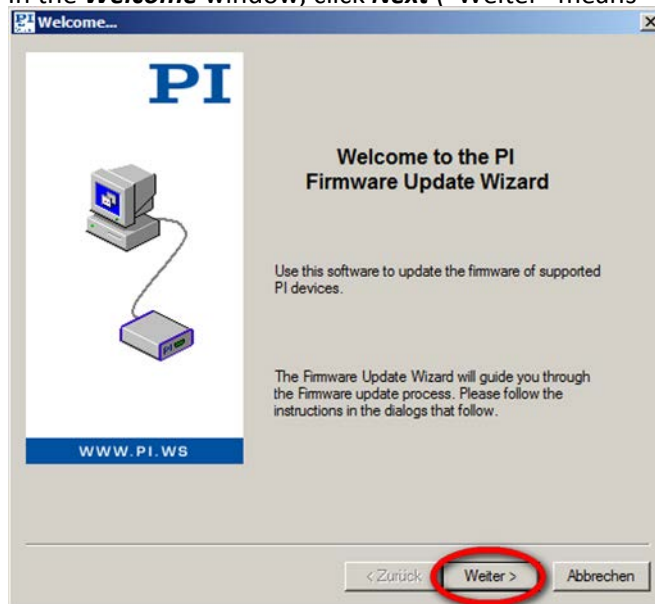 in the Welcome window, click Next ("Weiter" means
Welcome...
PI
Welcome to the PI
Firmware Update Wizard
Use this software to update the firmware of supported
PI devices.
PI
The Firmware Update Wizard will guide you through
the Firmware update process. Please follow the
instructions in the dialogs that follow.
WWW.PI.WS
< Zurück
Weiter >
Abbrechen